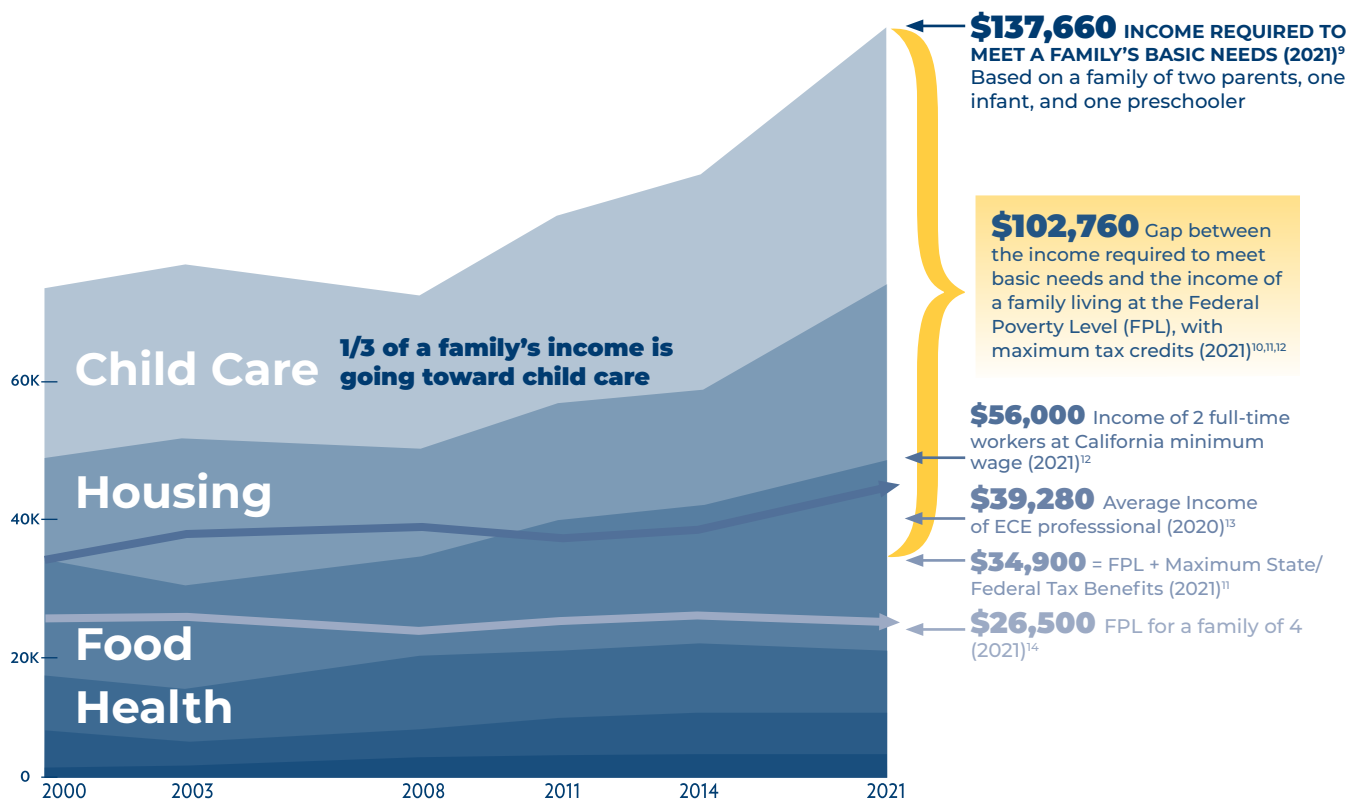 $137,660 INCOME REQUIRED TO
MEET A FAMILY'S BASIC NEEDS (2021)⁹
Based on a family of two parents, one
infant, and one preschooler
$102,760 Gap between
the income required to meet
basic needs and the income of
a family living at the Federal
Poverty Level (FPL), with
maximum tax credits (2021)¹⁰,¹¹,¹²
1/3 of a family's income is
going toward child care
Child Care
60K
$56,000 Income of 2 full-time
workers at California minimum
wage (2021)¹²
Housing
40K
$39,280 Average Income
of ECE professsional (2020)¹³
$34,900 = FPL + Maximum State/
Federal Tax Benefits (2021)¹¹
$26,500 FPL for a family of 4
(2021)¹⁴
Food
20K
Health
0
2000 2003 2008 2011 2014 2021